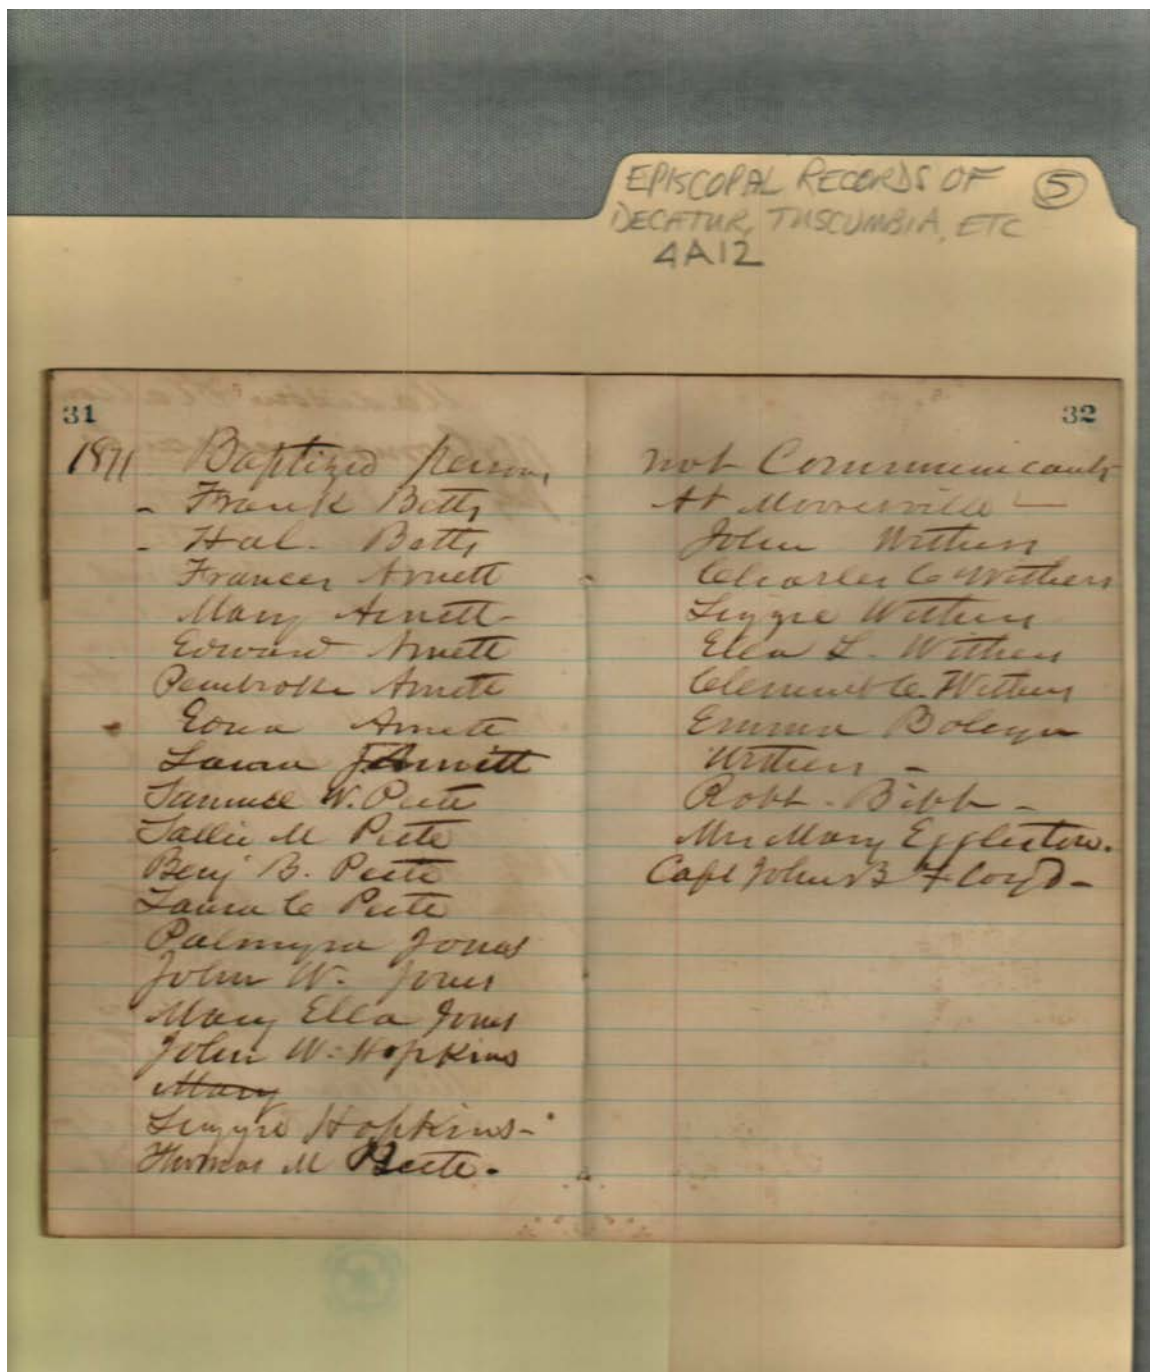 EPISCOPAL RECORDS OF 5
DECATUR, TUSCUMBIA, ETC
4A12
31
1871 Baptized persons
- Frank Betts
- Hal. Betts
Frances Arnett
Mary Arnett
Edward Arnett
Pembroke Arnett
Edna Arnett
Laura J Arnett
Samuel W. Peete
Sallie M Peete
Benj B. Peete
Laura C Peete
Palmyra Jones
John W. Jones
Mary Ella Jones
John W. Hopkins
Mary
Lizzie Hopkins -
Thomas M Peete.
32
not Communicants
At Mooresville -
John Withers
Charles C Withers
Lizzie Withers
Ella L. Withers
Clement C. Withers
Emma Boleyn
Withers -
Robt. Bibb -
Mrs Mary Eggleston.
Capt John B Floyd -